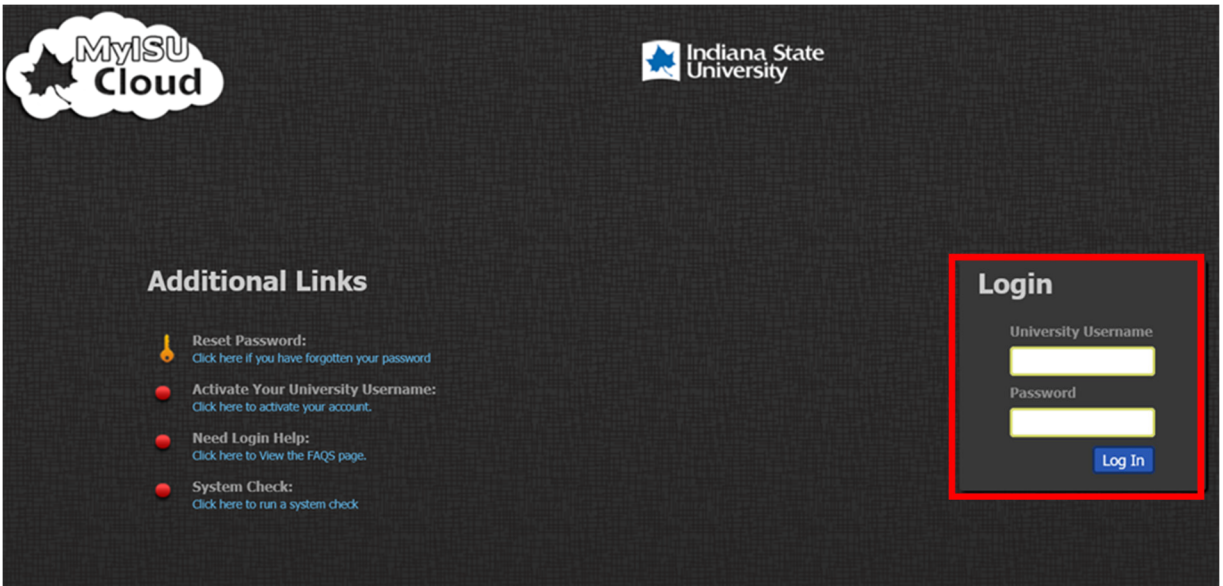 MyISU
Cloud
Indiana State
University
Additional Links
Reset Password:
Click here if you have forgotten your password
Activate Your University Username:
Click here to activate your account.
Need Login Help:
Click here to View the FAQS page.
System Check:
Click here to run a system check
Login
University Username
Password
Log In